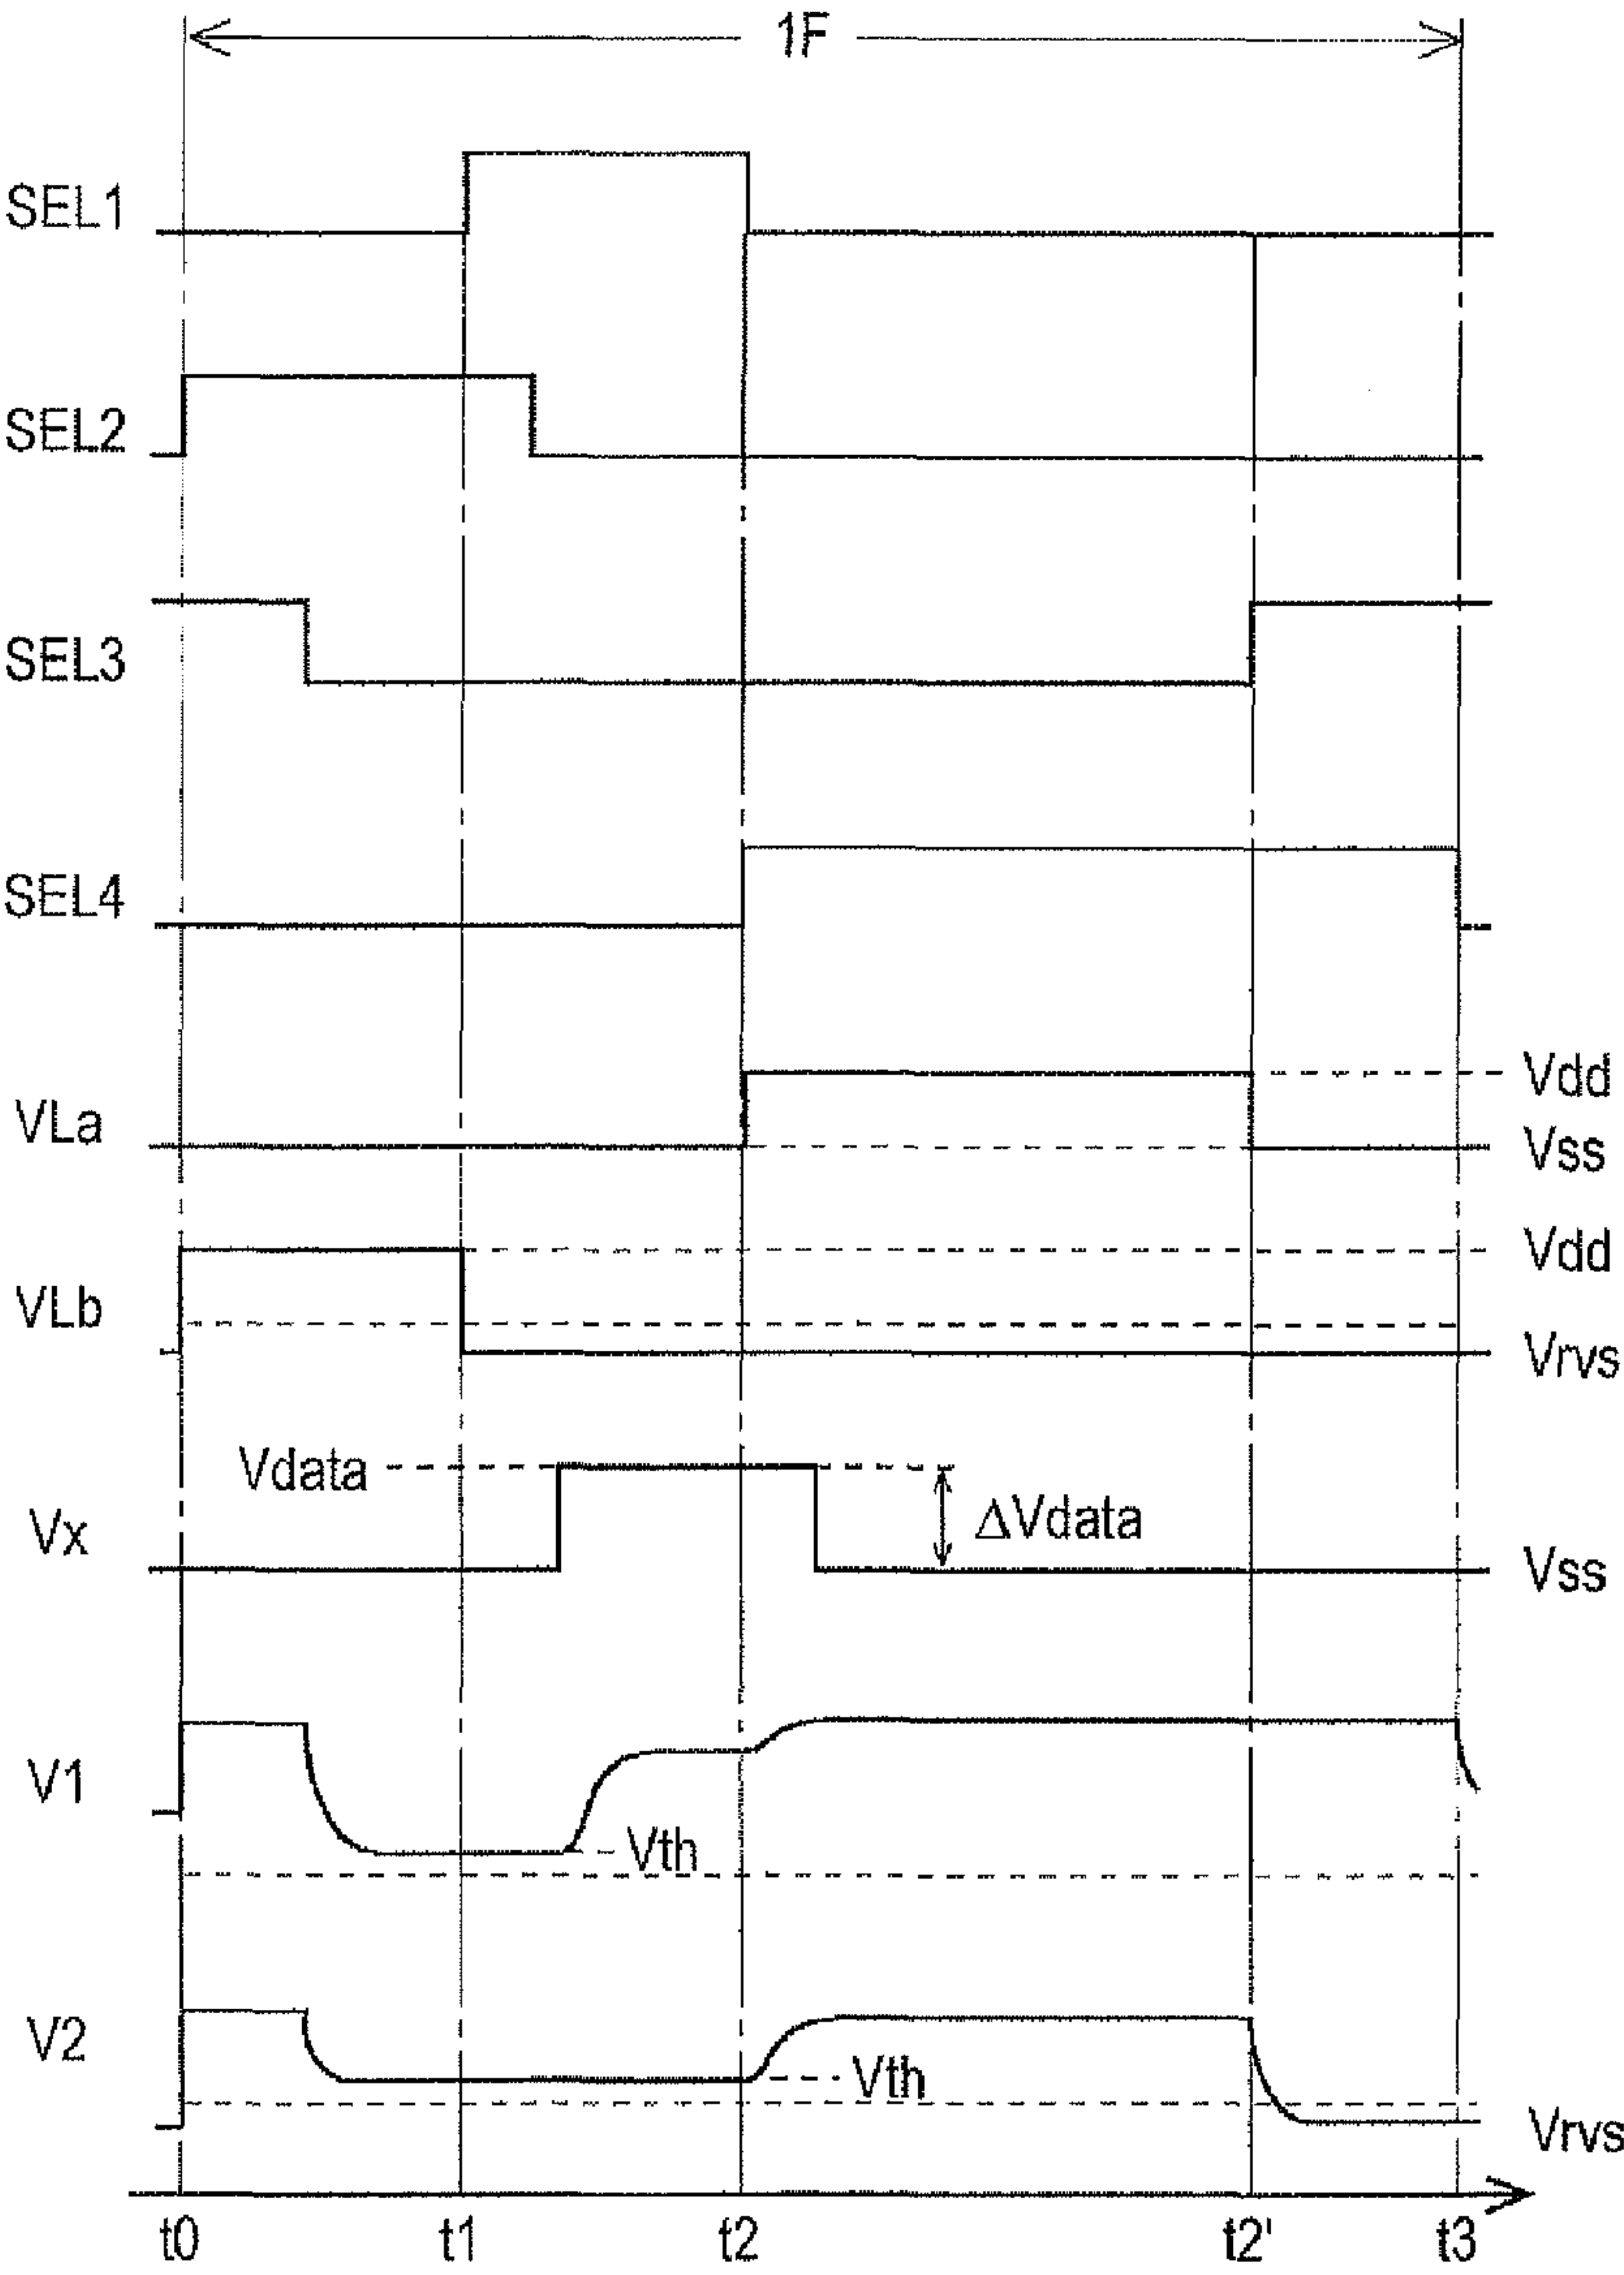 1F
SEL1
SEL2
SEL3
SEL4
VLa
Vdd
Vss
VLb
Vdd
Vrvs
Vx
Vdata
ΔVdata
Vss
V1
Vth
V2
Vth
Vrvs
t0 t1 t2 t2' t3